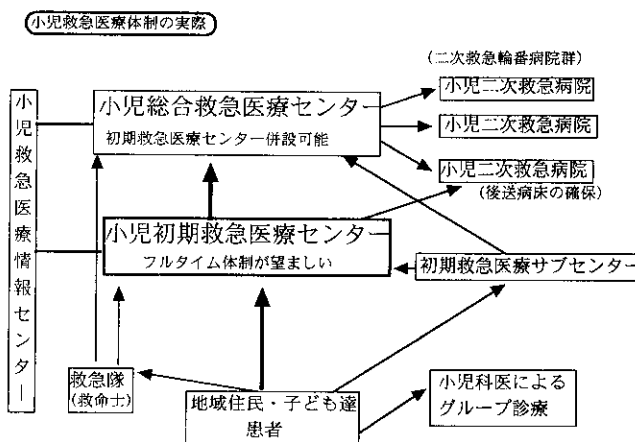 小児救急医療体制の実際
(二次救急輪番病院群)
小児総合救急医療センター
初期救急医療センター併設可能
小児二次救急病院
小児二次救急病院
小児二次救急病院
(後送病床の確保)
小児救急医療情報センター
小児初期救急医療センター
フルタイム体制が望ましい
初期救急医療サブセンター
救急隊
(救命士)
地域住民・子ども達
患者
小児科医による
グループ診療